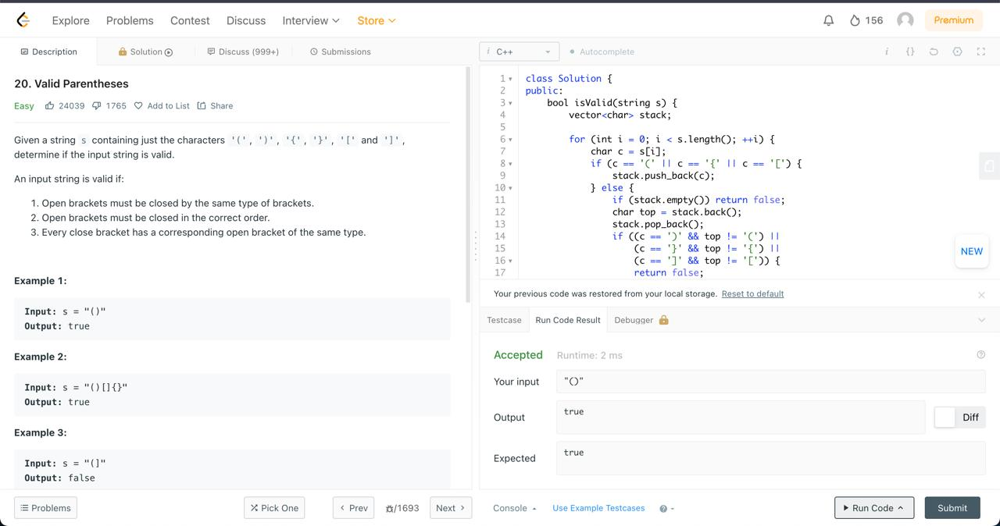 Explore Problems Contest Discuss Interview Store 156 Premium
Description Solution Discuss (999+) Submissions
20. Valid Parentheses
Easy 24039 1765 Add to List Share
Given a string s containing just the characters '(', ')', '{', '}', '[' and ']',
determine if the input string is valid.
An input string is valid if:
1. Open brackets must be closed by the same type of brackets.
2. Open brackets must be closed in the correct order.
3. Every close bracket has a corresponding open bracket of the same type.
Example 1:
Input: s = "()"
Output: true
Example 2:
Input: s = "()[]{}"
Output: true
Example 3:
Input: s = "(]"
Output: false
Problems Pick One Prev /1693 Next
i C++ Autocomplete i {}
1 class Solution {
2 public:
3 bool isValid(string s) {
4 vector<char> stack;
5
6 for (int i = 0; i < s.length(); ++i) {
7 char c = s[i];
8 if (c == '(' || c == '{' || c == '[') {
9 stack.push_back(c);
10 } else {
11 if (stack.empty()) return false;
12 char top = stack.back();
13 stack.pop_back();
14 if ((c == ')' && top != '(') ||
15 (c == '}' && top != '{') ||
16 (c == ']' && top != '[')) {
17 return false;
NEW
Your previous code was restored from your local storage. Reset to default
Testcase Run Code Result Debugger
Accepted Runtime: 2 ms
Your input "()"
Output true Diff
Expected true
Console Use Example Testcases Run Code Submit